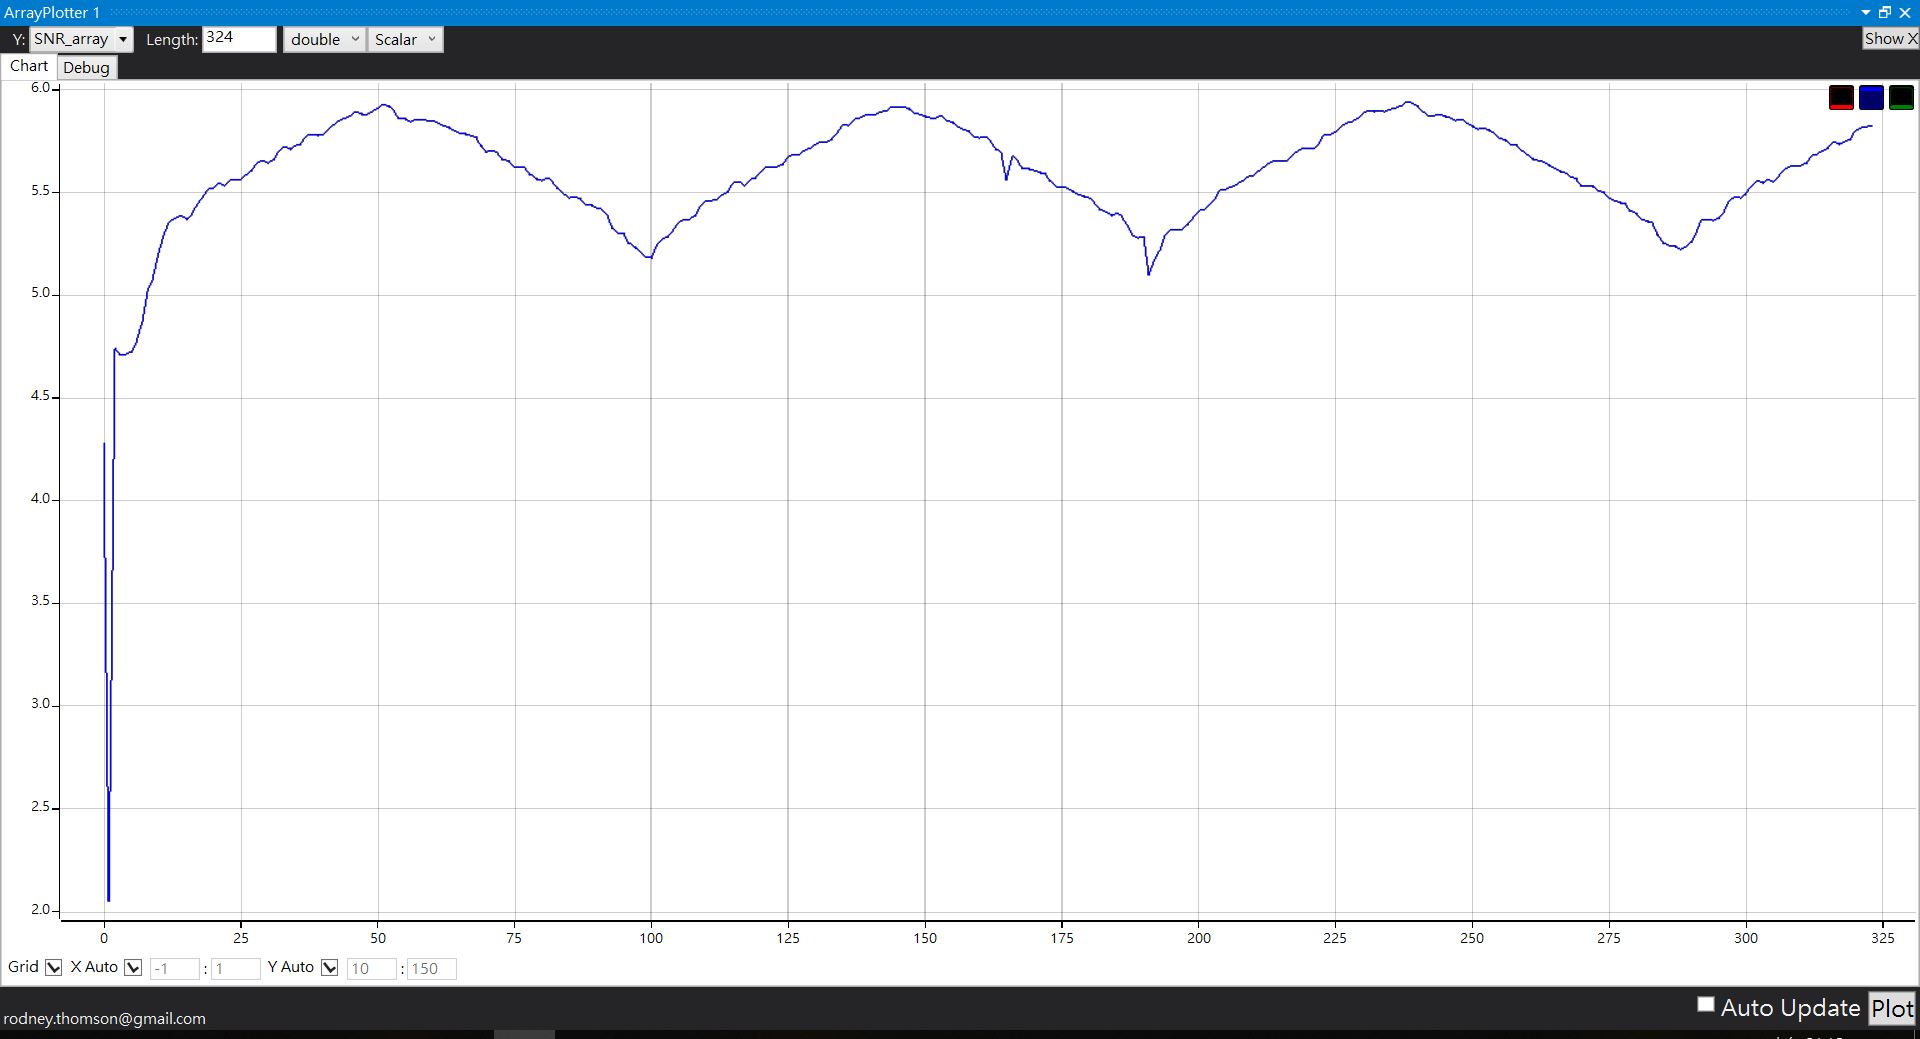 ArrayPlotter 1
Y: SNR_array Length: 324 double Scalar Show X
Chart Debug
6.0
5.5
5.0
4.5
4.0
3.5
3.0
2.5
2.0
0 25 50 75 100 125 150 175 200 225 250 275 300 325
Grid X Auto -1 : 1 Y Auto 10 : 150
Auto Update Plot
rodney.thomson@gmail.com